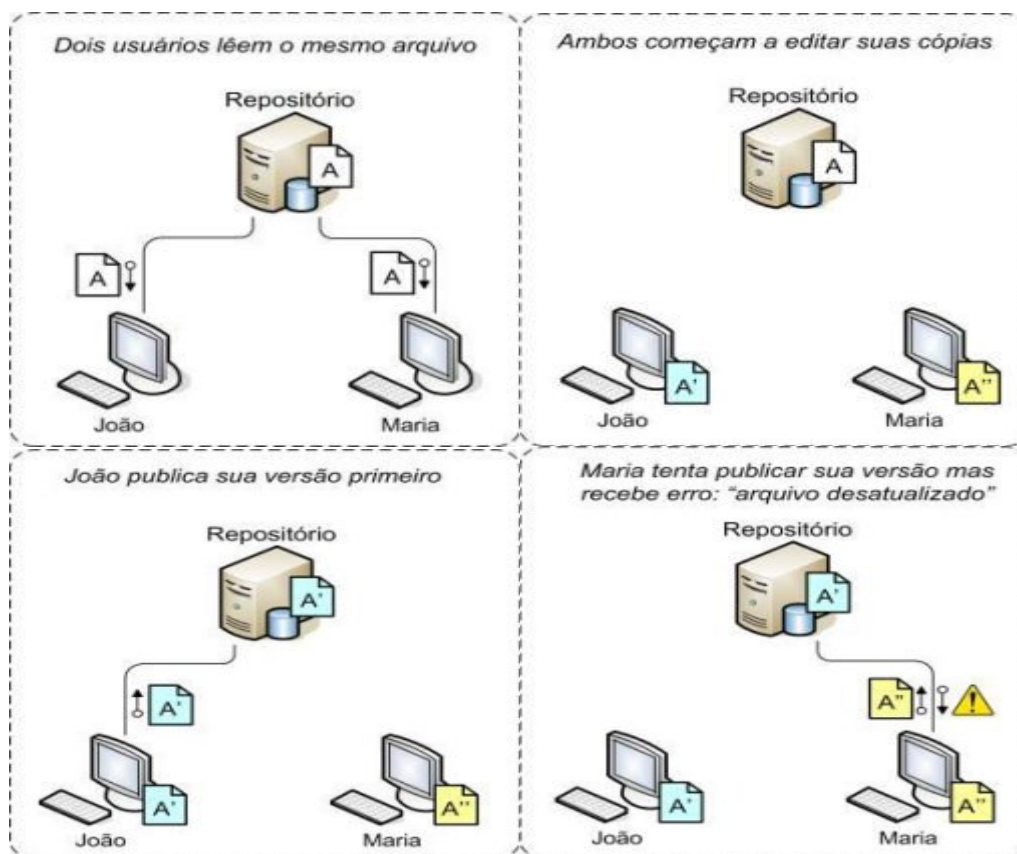 Dois usuários lêem o mesmo arquivo
Repositório
A
A
A
João
Maria
Ambos começam a editar suas cópias
Repositório
A
A'
A''
João
Maria
João publica sua versão primeiro
Repositório
A'
A'
A'
A''
João
Maria
Maria tenta publicar sua versão mas
recebe erro: “arquivo desatualizado”
Repositório
A'
A''
A'
A''
João
Maria